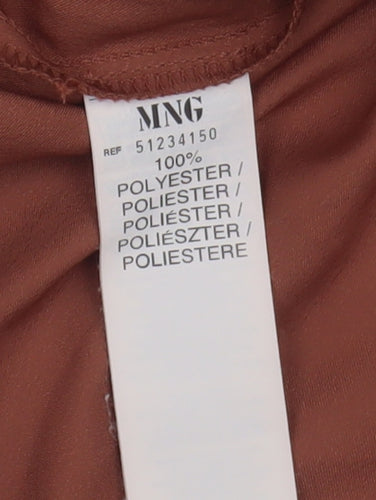 MNG
REF 51234150
100%
POLYESTER /
POLIESTER /
POLIÉSTER /
POLIÉSZTER /
POLIESTERE